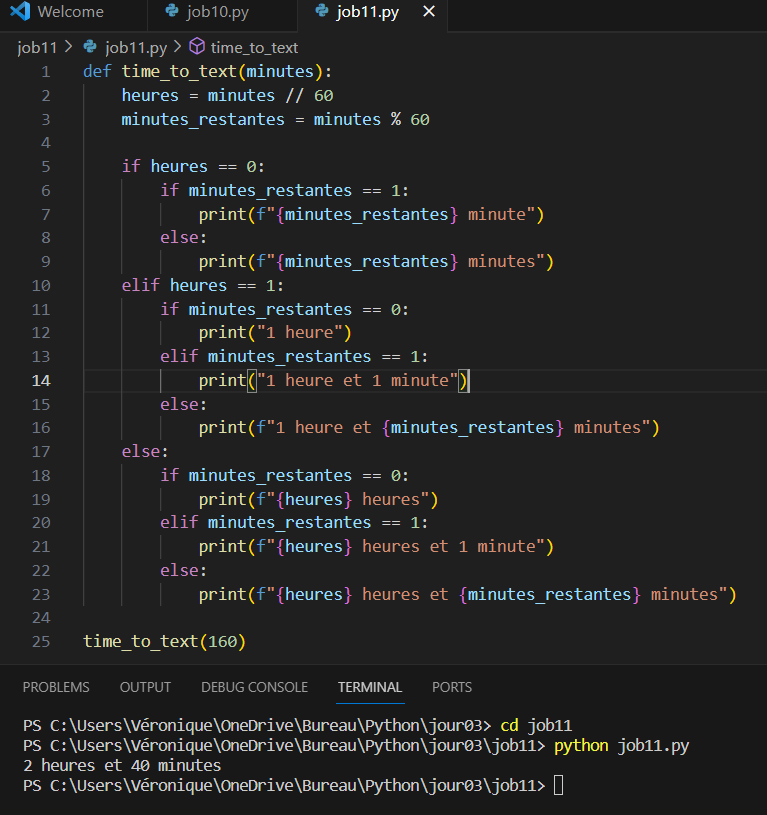 Welcome job10.py job11.py
job11 > job11.py > time_to_text
1 def time_to_text(minutes):
2     heures = minutes // 60
3     minutes_restantes = minutes % 60
4
5     if heures == 0:
6         if minutes_restantes == 1:
7             print(f"{minutes_restantes} minute")
8         else:
9             print(f"{minutes_restantes} minutes")
10     elif heures == 1:
11         if minutes_restantes == 0:
12             print("1 heure")
13         elif minutes_restantes == 1:
14             print("1 heure et 1 minute")
15         else:
16             print(f"1 heure et {minutes_restantes} minutes")
17     else:
18         if minutes_restantes == 0:
19             print(f"{heures} heures")
20         elif minutes_restantes == 1:
21             print(f"{heures} heures et 1 minute")
22         else:
23             print(f"{heures} heures et {minutes_restantes} minutes")
24
25 time_to_text(160)
PROBLEMS OUTPUT DEBUG CONSOLE TERMINAL PORTS
PS C:\Users\Véronique\OneDrive\Bureau\Python\jour03> cd job11
PS C:\Users\Véronique\OneDrive\Bureau\Python\jour03\job11> python job11.py
2 heures et 40 minutes
PS C:\Users\Véronique\OneDrive\Bureau\Python\jour03\job11>